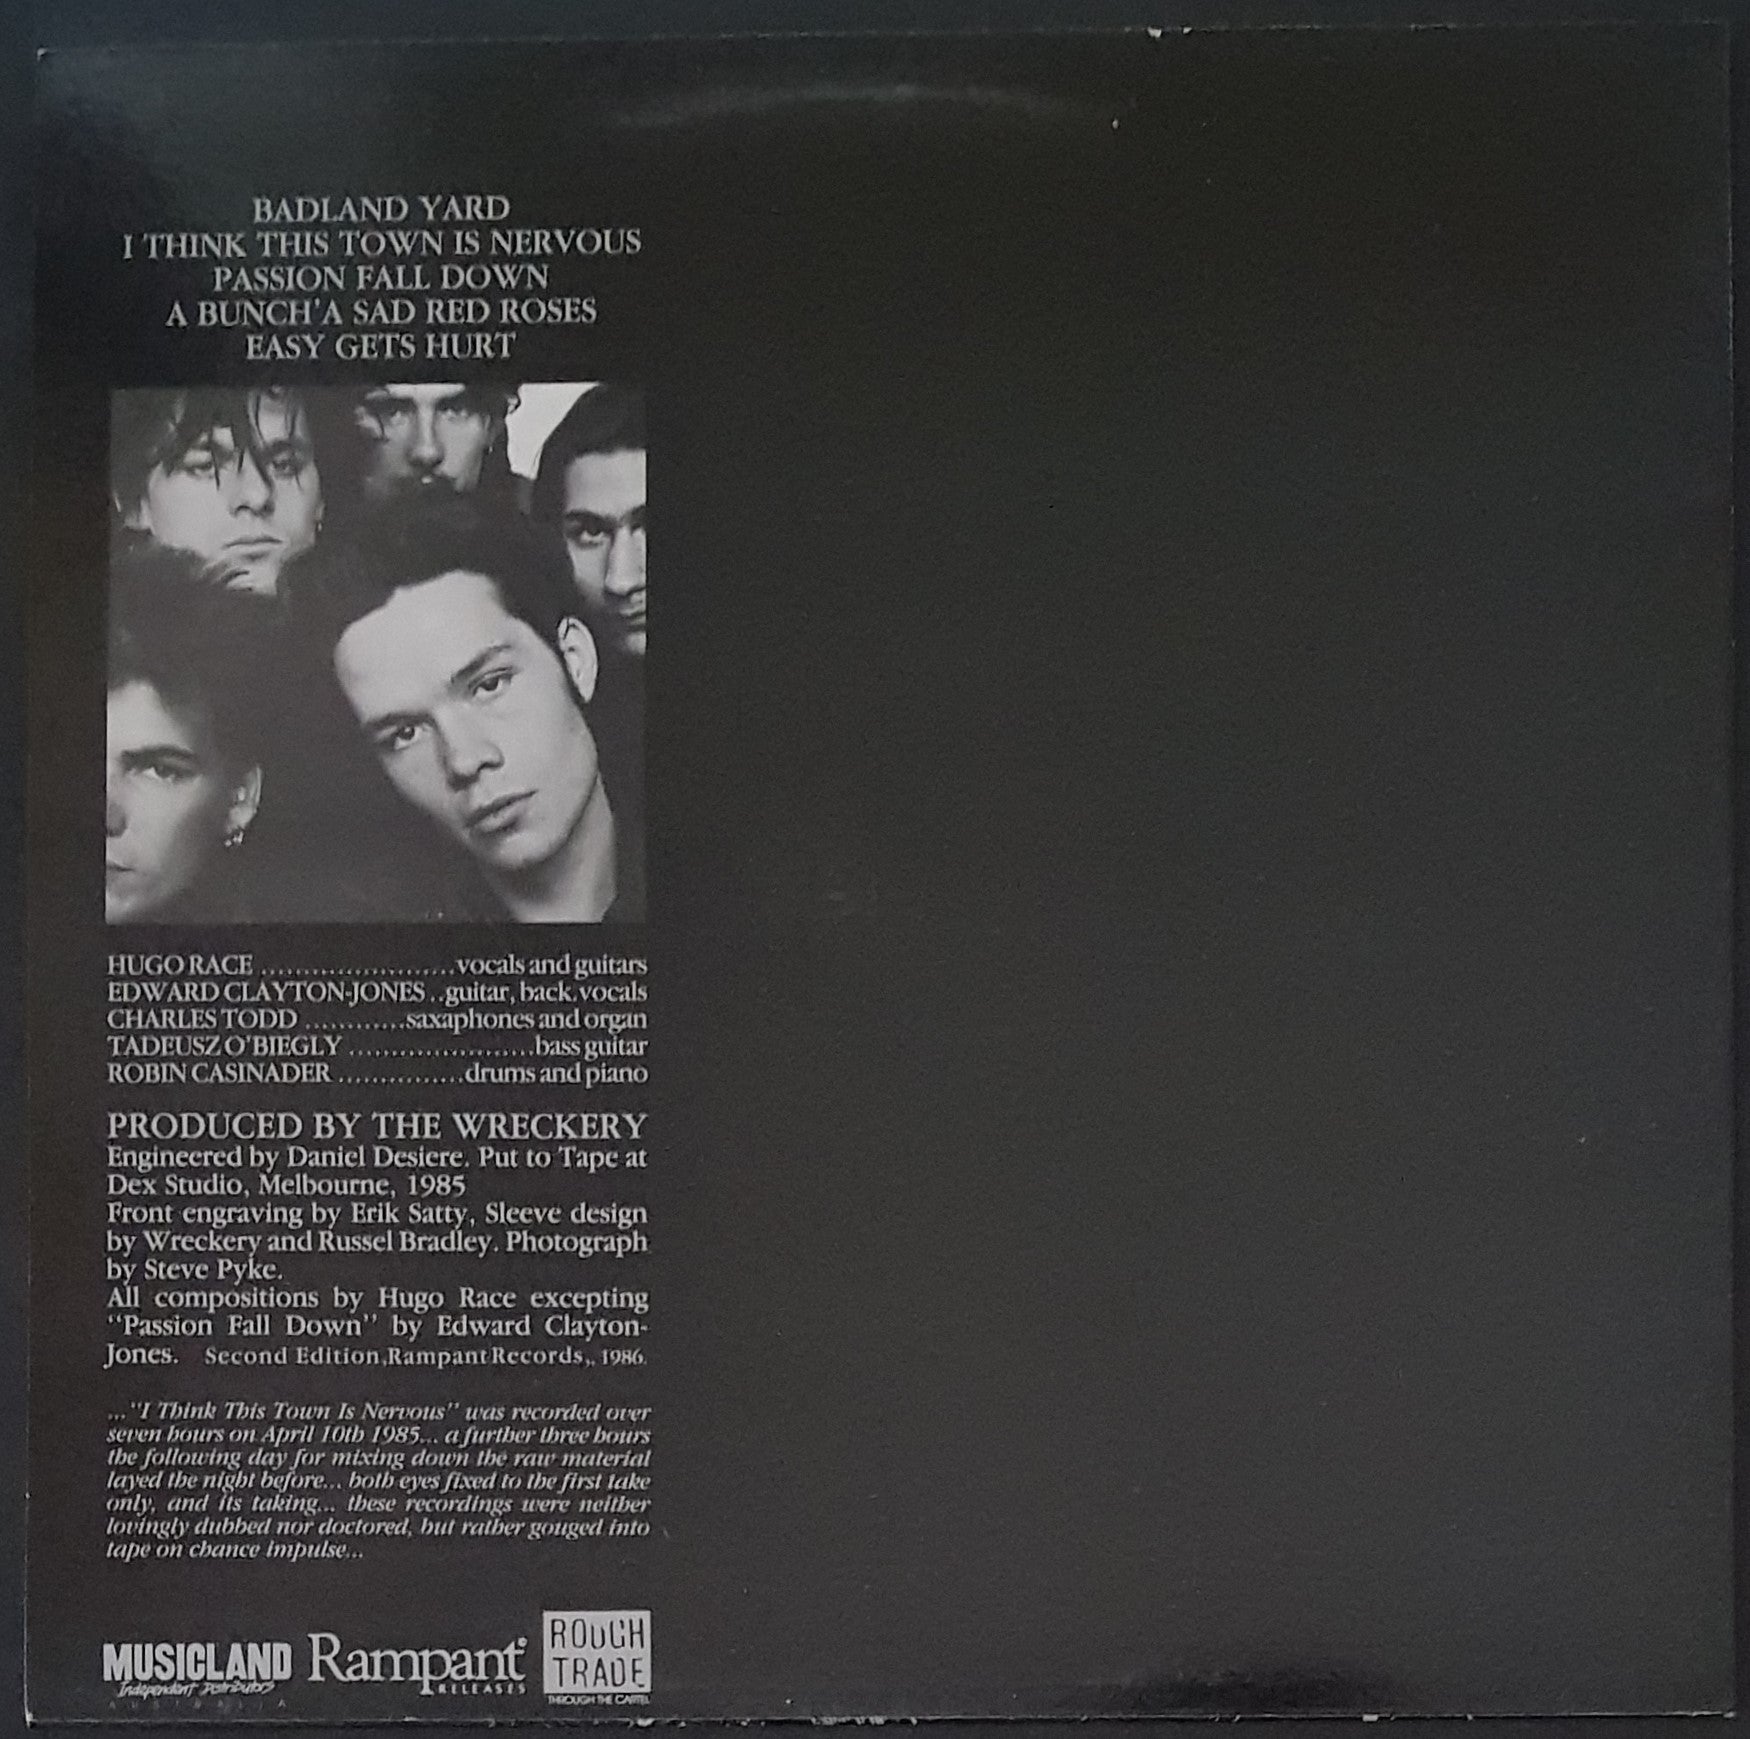 BADLAND YARD
I THINK THIS TOWN IS NERVOUS
PASSION FALL DOWN
A BUNCH'A SAD RED ROSES
EASY GETS HURT
HUGO RACE ........................vocals and guitars
EDWARD CLAYTON-JONES ..guitar, back.vocals
CHARLES TODD ............saxaphones and organ
TADEUSZ O'BIEGLY .......................bass guitar
ROBIN CASINADER ...............drums and piano
PRODUCED BY THE WRECKERY
Engineered by Daniel Desiere. Put to Tape at
Dex Studio, Melbourne, 1985
Front engraving by Erik Satty, Sleeve design
by Wreckery and Russel Bradley. Photograph
by Steve Pyke.
All compositions by Hugo Race excepting
"Passion Fall Down" by Edward Clayton-
Jones. Second Edition,Rampant Records,. 1986.
..."I Think This Town Is Nervous" was recorded over
seven hours on April 10th 1985... a further three hours
the following day for mixing down the raw material
layed the night before... both eyes fixed to the first take
only, and its taking... these recordings were neither
lovingly dubbed nor doctored, but rather gouged into
tape on chance impulse...
MUSICLAND
Independent Distributors
AUSTRALIA
Rampant
RELEASES
ROUGH
TRADE
THROUGH THE CARTEL